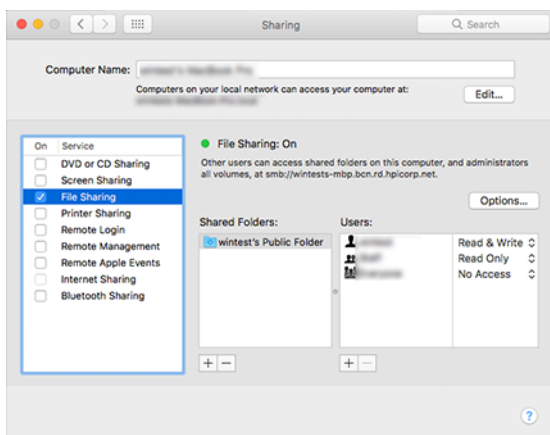 Sharing
Search
Computer Name:
Computers on your local network can access your computer at:
Edit...
On Service
DVD or CD Sharing
Screen Sharing
File Sharing
Printer Sharing
Remote Login
Remote Management
Remote Apple Events
Internet Sharing
Bluetooth Sharing
File Sharing: On
Other users can access shared folders on this computer, and administrators
all volumes, at smb://wintests-mbp.bcn.rd.hpicorp.net.
Options...
Shared Folders:
wintest's Public Folder
Users:
Read & Write
Read Only
No Access
+ −
+ −
?